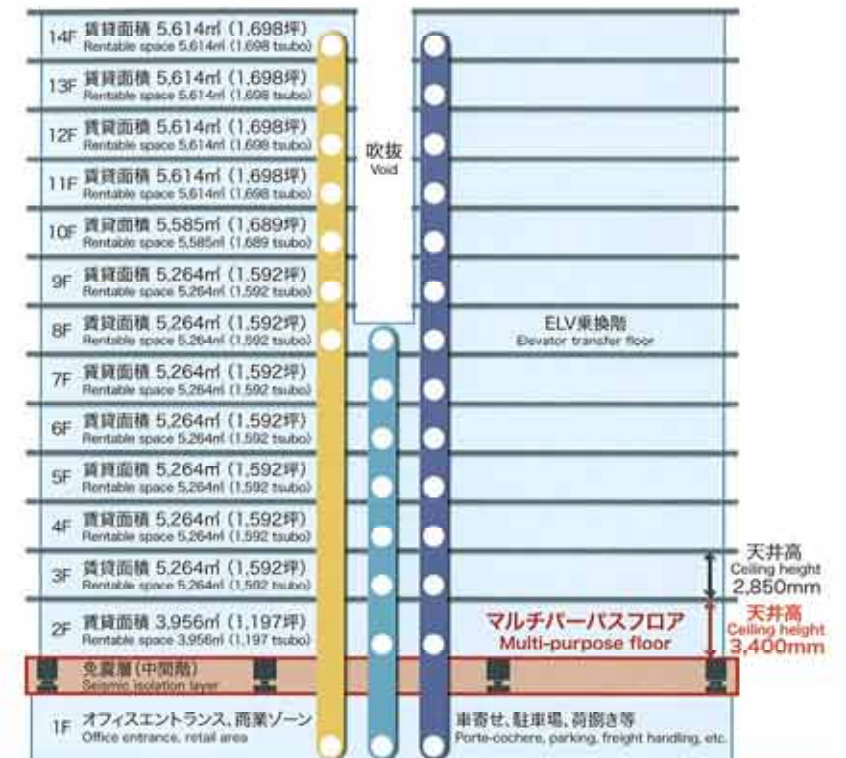 14F 賃貸面積 5,614㎡（1,698坪）
Rentable space 5,614㎡ (1,698 tsubo)
13F 賃貸面積 5,614㎡（1,698坪）
Rentable space 5,614㎡ (1,698 tsubo)
12F 賃貸面積 5,614㎡（1,698坪）
Rentable space 5,614㎡ (1,698 tsubo)
吹抜
Void
11F 賃貸面積 5,614㎡（1,698坪）
Rentable space 5,614㎡ (1,698 tsubo)
10F 賃貸面積 5,585㎡（1,689坪）
Rentable space 5,585㎡ (1,689 tsubo)
9F 賃貸面積 5,264㎡（1,592坪）
Rentable space 5,264㎡ (1,592 tsubo)
8F 賃貸面積 5,264㎡（1,592坪）
Rentable space 5,264㎡ (1,592 tsubo)
ELV乗換階
Elevator transfer floor
7F 賃貸面積 5,264㎡（1,592坪）
Rentable space 5,264㎡ (1,592 tsubo)
6F 賃貸面積 5,264㎡（1,592坪）
Rentable space 5,264㎡ (1,592 tsubo)
5F 賃貸面積 5,264㎡（1,592坪）
Rentable space 5,264㎡ (1,592 tsubo)
4F 賃貸面積 5,264㎡（1,592坪）
Rentable space 5,264㎡ (1,592 tsubo)
3F 賃貸面積 5,264㎡（1,592坪）
Rentable space 5,264㎡ (1,592 tsubo)
天井高
Ceiling height
2,850mm
2F 賃貸面積 3,956㎡（1,197坪）
Rentable space 3,956㎡ (1,197 tsubo)
マルチパーパスフロア
Multi-purpose floor
天井高
Ceiling height
3,400mm
免震層（中間階）
Seismic isolation layer
1F オフィスエントランス、商業ゾーン
Office entrance, retail area
車寄せ、駐車場、荷捌き等
Porte-cochere, parking, freight handling, etc.